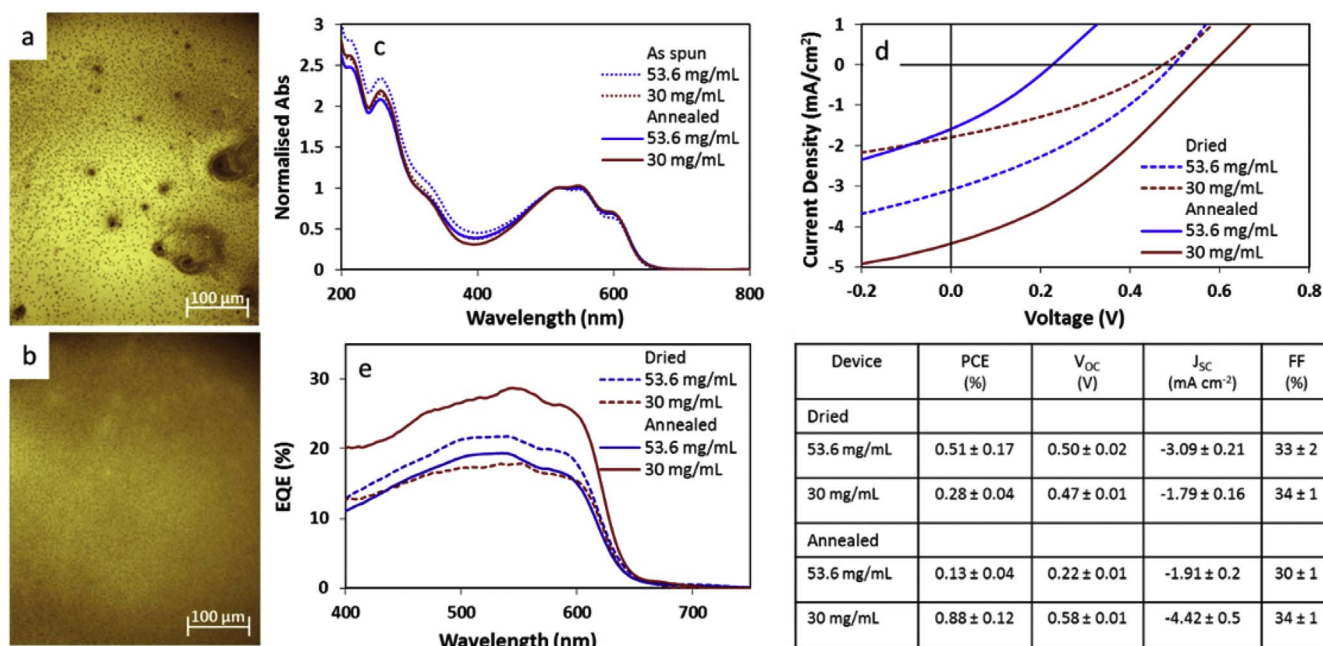 a
100 µm
b
100 µm
c
Normalised Abs
3
2.5
2
1.5
1
0.5
0
200
400
600
800
Wavelength (nm)
As spun
53.6 mg/mL
30 mg/mL
Annealed
53.6 mg/mL
30 mg/mL
d
Current Density (mA/cm²)
1
0
-1
-2
-3
-4
-5
-0.2
0.0
0.2
0.4
0.6
0.8
Voltage (V)
Dried
53.6 mg/mL
30 mg/mL
Annealed
53.6 mg/mL
30 mg/mL
e
EQE (%)
30
20
10
0
400
500
600
700
Wavelength (nm)
Dried
53.6 mg/mL
30 mg/mL
Annealed
53.6 mg/mL
30 mg/mL
Device PCE (%) V_OC (V) J_SC (mA cm⁻²) FF (%)
Dried
53.6 mg/mL 0.51 ± 0.17 0.50 ± 0.02 -3.09 ± 0.21 33 ± 2
30 mg/mL 0.28 ± 0.04 0.47 ± 0.01 -1.79 ± 0.16 34 ± 1
Annealed
53.6 mg/mL 0.13 ± 0.04 0.22 ± 0.01 -1.91 ± 0.2 30 ± 1
30 mg/mL 0.88 ± 0.12 0.58 ± 0.01 -4.42 ± 0.5 34 ± 1